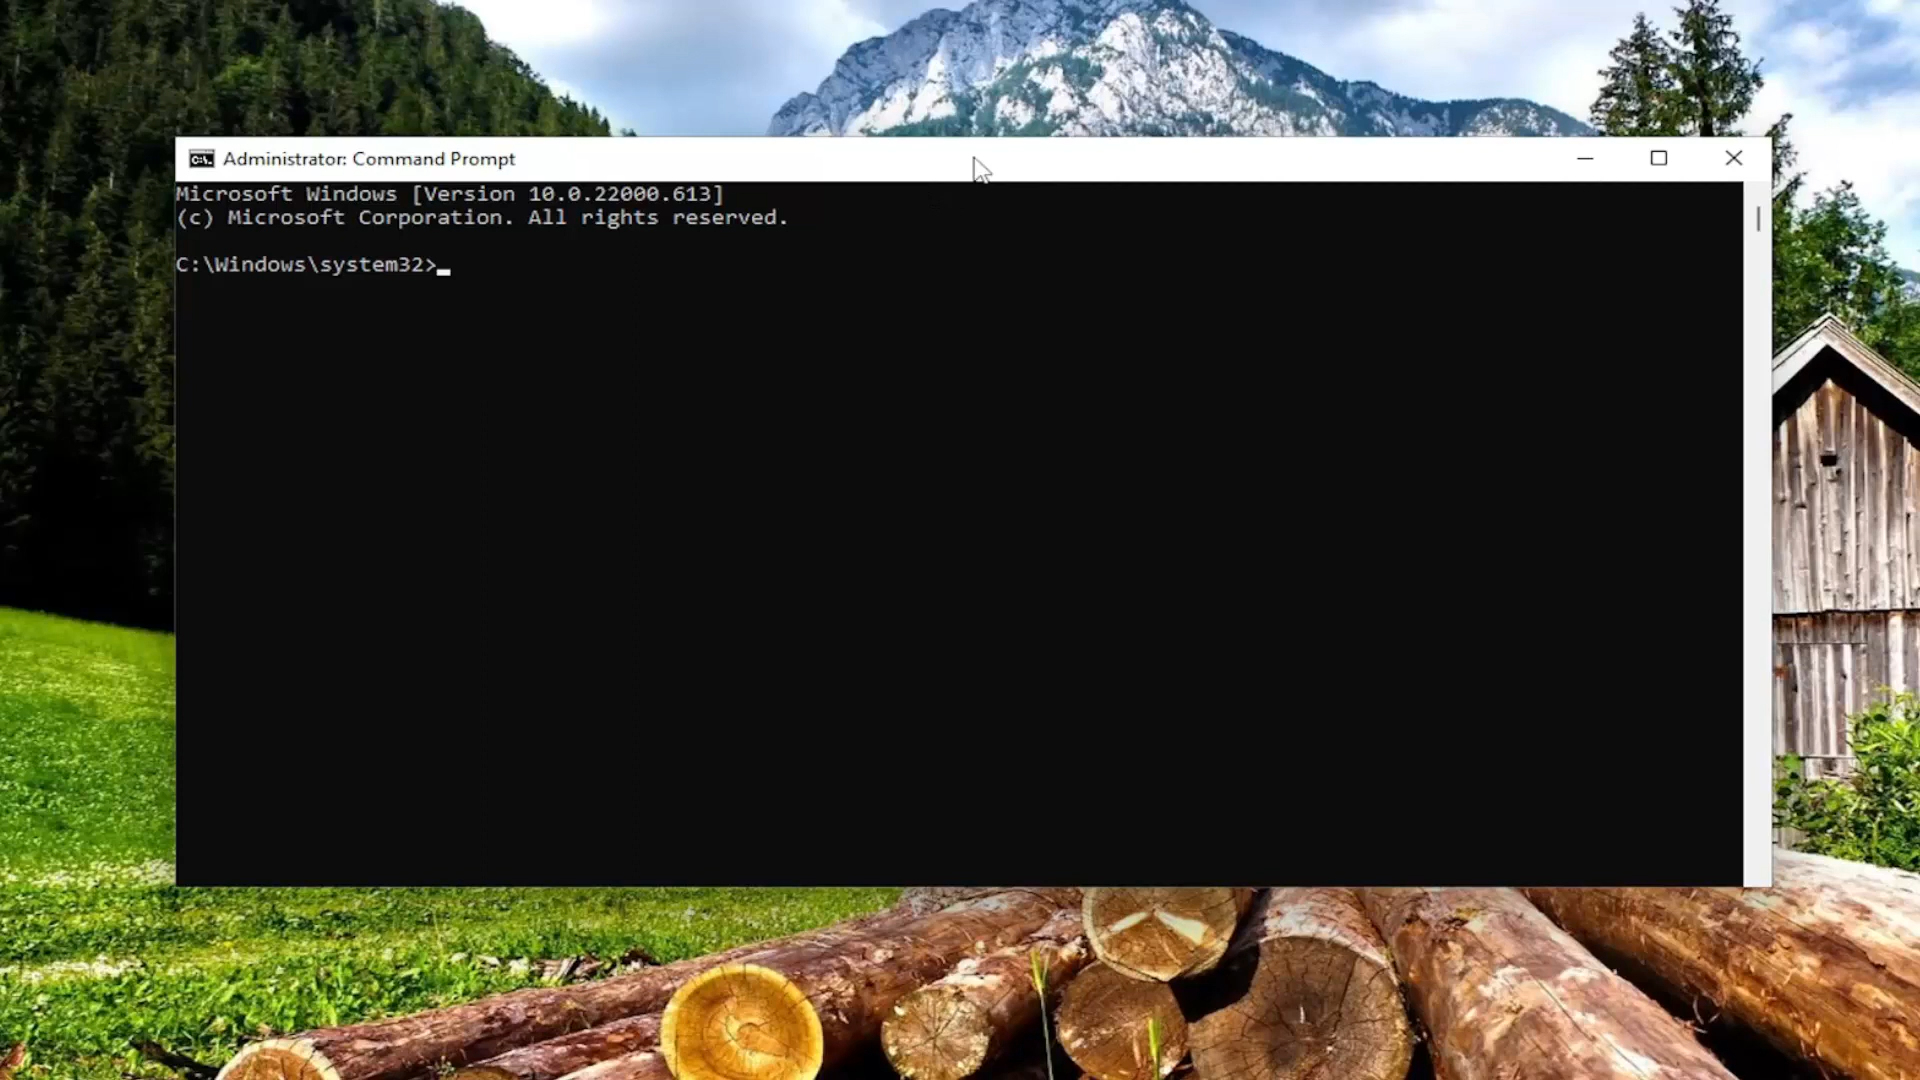 Administrator: Command Prompt
Microsoft Windows [Version 10.0.22000.613]
(c) Microsoft Corporation. All rights reserved.
C:\Windows\system32>